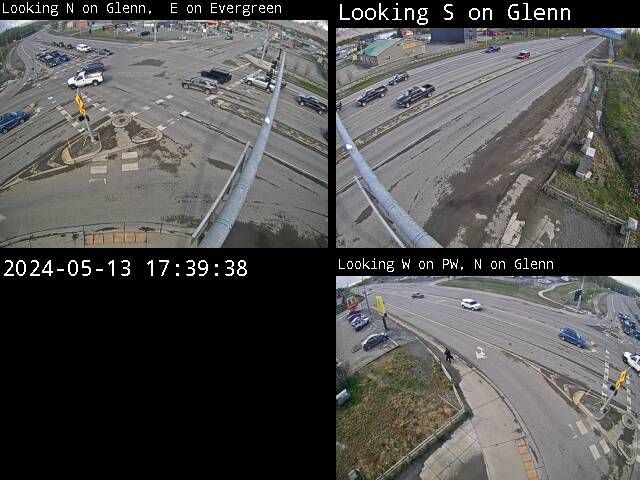 Looking N on Glenn,  E on Evergreen
Looking S on Glenn
2024-05-13 17:39:38
Looking W on PW, N on Glenn